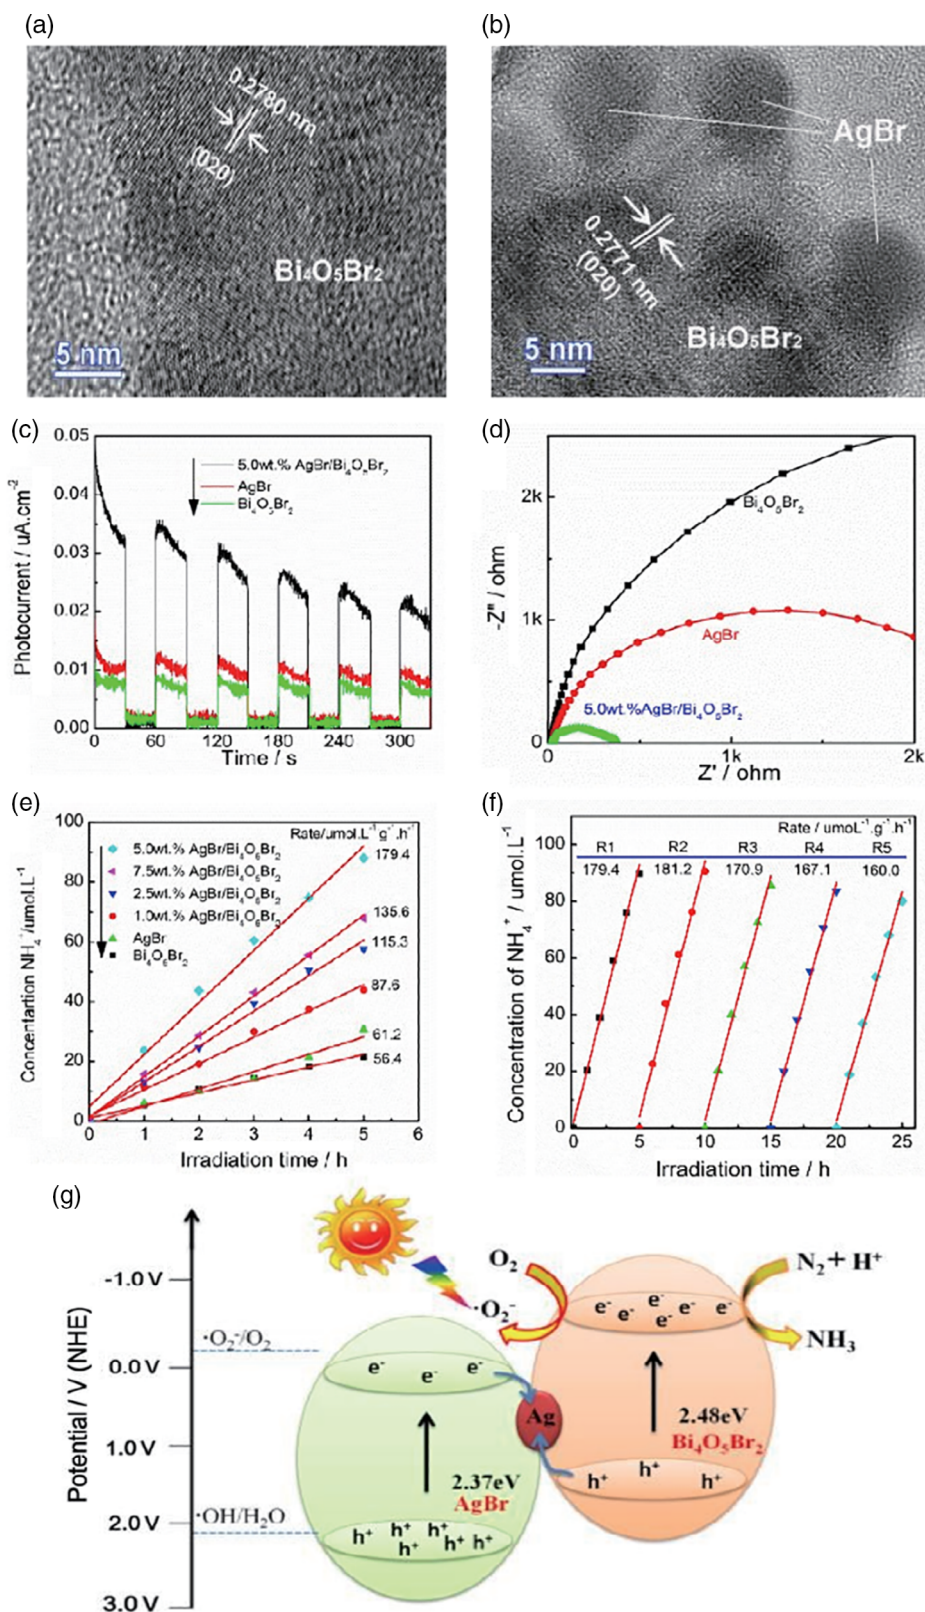 (a)
0.2780 nm
(020)
Bi₄O₅Br₂
5 nm
(b)
AgBr
0.2771 nm
(020)
Bi₄O₅Br₂
5 nm
(c)
Photocurrent / uA.cm⁻²
0.05
0.04
0.03
0.02
0.01
0.00
5.0wt.% AgBr/Bi₄O₅Br₂
AgBr
Bi₄O₅Br₂
0 60 120 180 240 300
Time / s
(d)
-Z'' / ohm
2k
1k
0
Bi₄O₅Br₂
AgBr
5.0wt.%AgBr/Bi₄O₅Br₂
1k 2k
Z' / ohm
(e)
Concentartion NH₄⁺/umol.L⁻¹
100
80
60
40
20
0
Rate/umol.L⁻¹g⁻¹.h⁻¹
5.0wt.% AgBr/Bi₄O₅Br₂
7.5wt.% AgBr/Bi₄O₅Br₂
2.5wt.% AgBr/Bi₄O₅Br₂
1.0wt.% AgBr/Bi₄O₅Br₂
AgBr
Bi₄O₅Br₂
179.4
135.6
115.3
87.6
61.2
56.4
0 1 2 3 4 5 6
Irradiation time / h
(f)
Concentration of NH₄⁺ / umol.L⁻¹
100
80
60
40
20
0
Rate / umoL⁻¹g⁻¹.h⁻¹
R1 R2 R3 R4 R5
179.4 181.2 170.9 167.1 160.0
0 5 10 15 20 25
Irradiation time / h
(g)
Potential / V (NHE)
-1.0 V
·O₂⁻/O₂
0.0V
1.0 V
·OH/H₂O
2.0V
3.0 V
O₂
·O₂⁻
N₂ + H⁺
NH₃
e⁻ e⁻ e⁻ e⁻ e⁻ e⁻
e⁻ e⁻ e⁻
Ag
2.48eV
Bi₄O₅Br₂
h⁺ h⁺ h⁺
2.37eV
AgBr
h⁺ h⁺ h⁺ h⁺ h⁺ h⁺